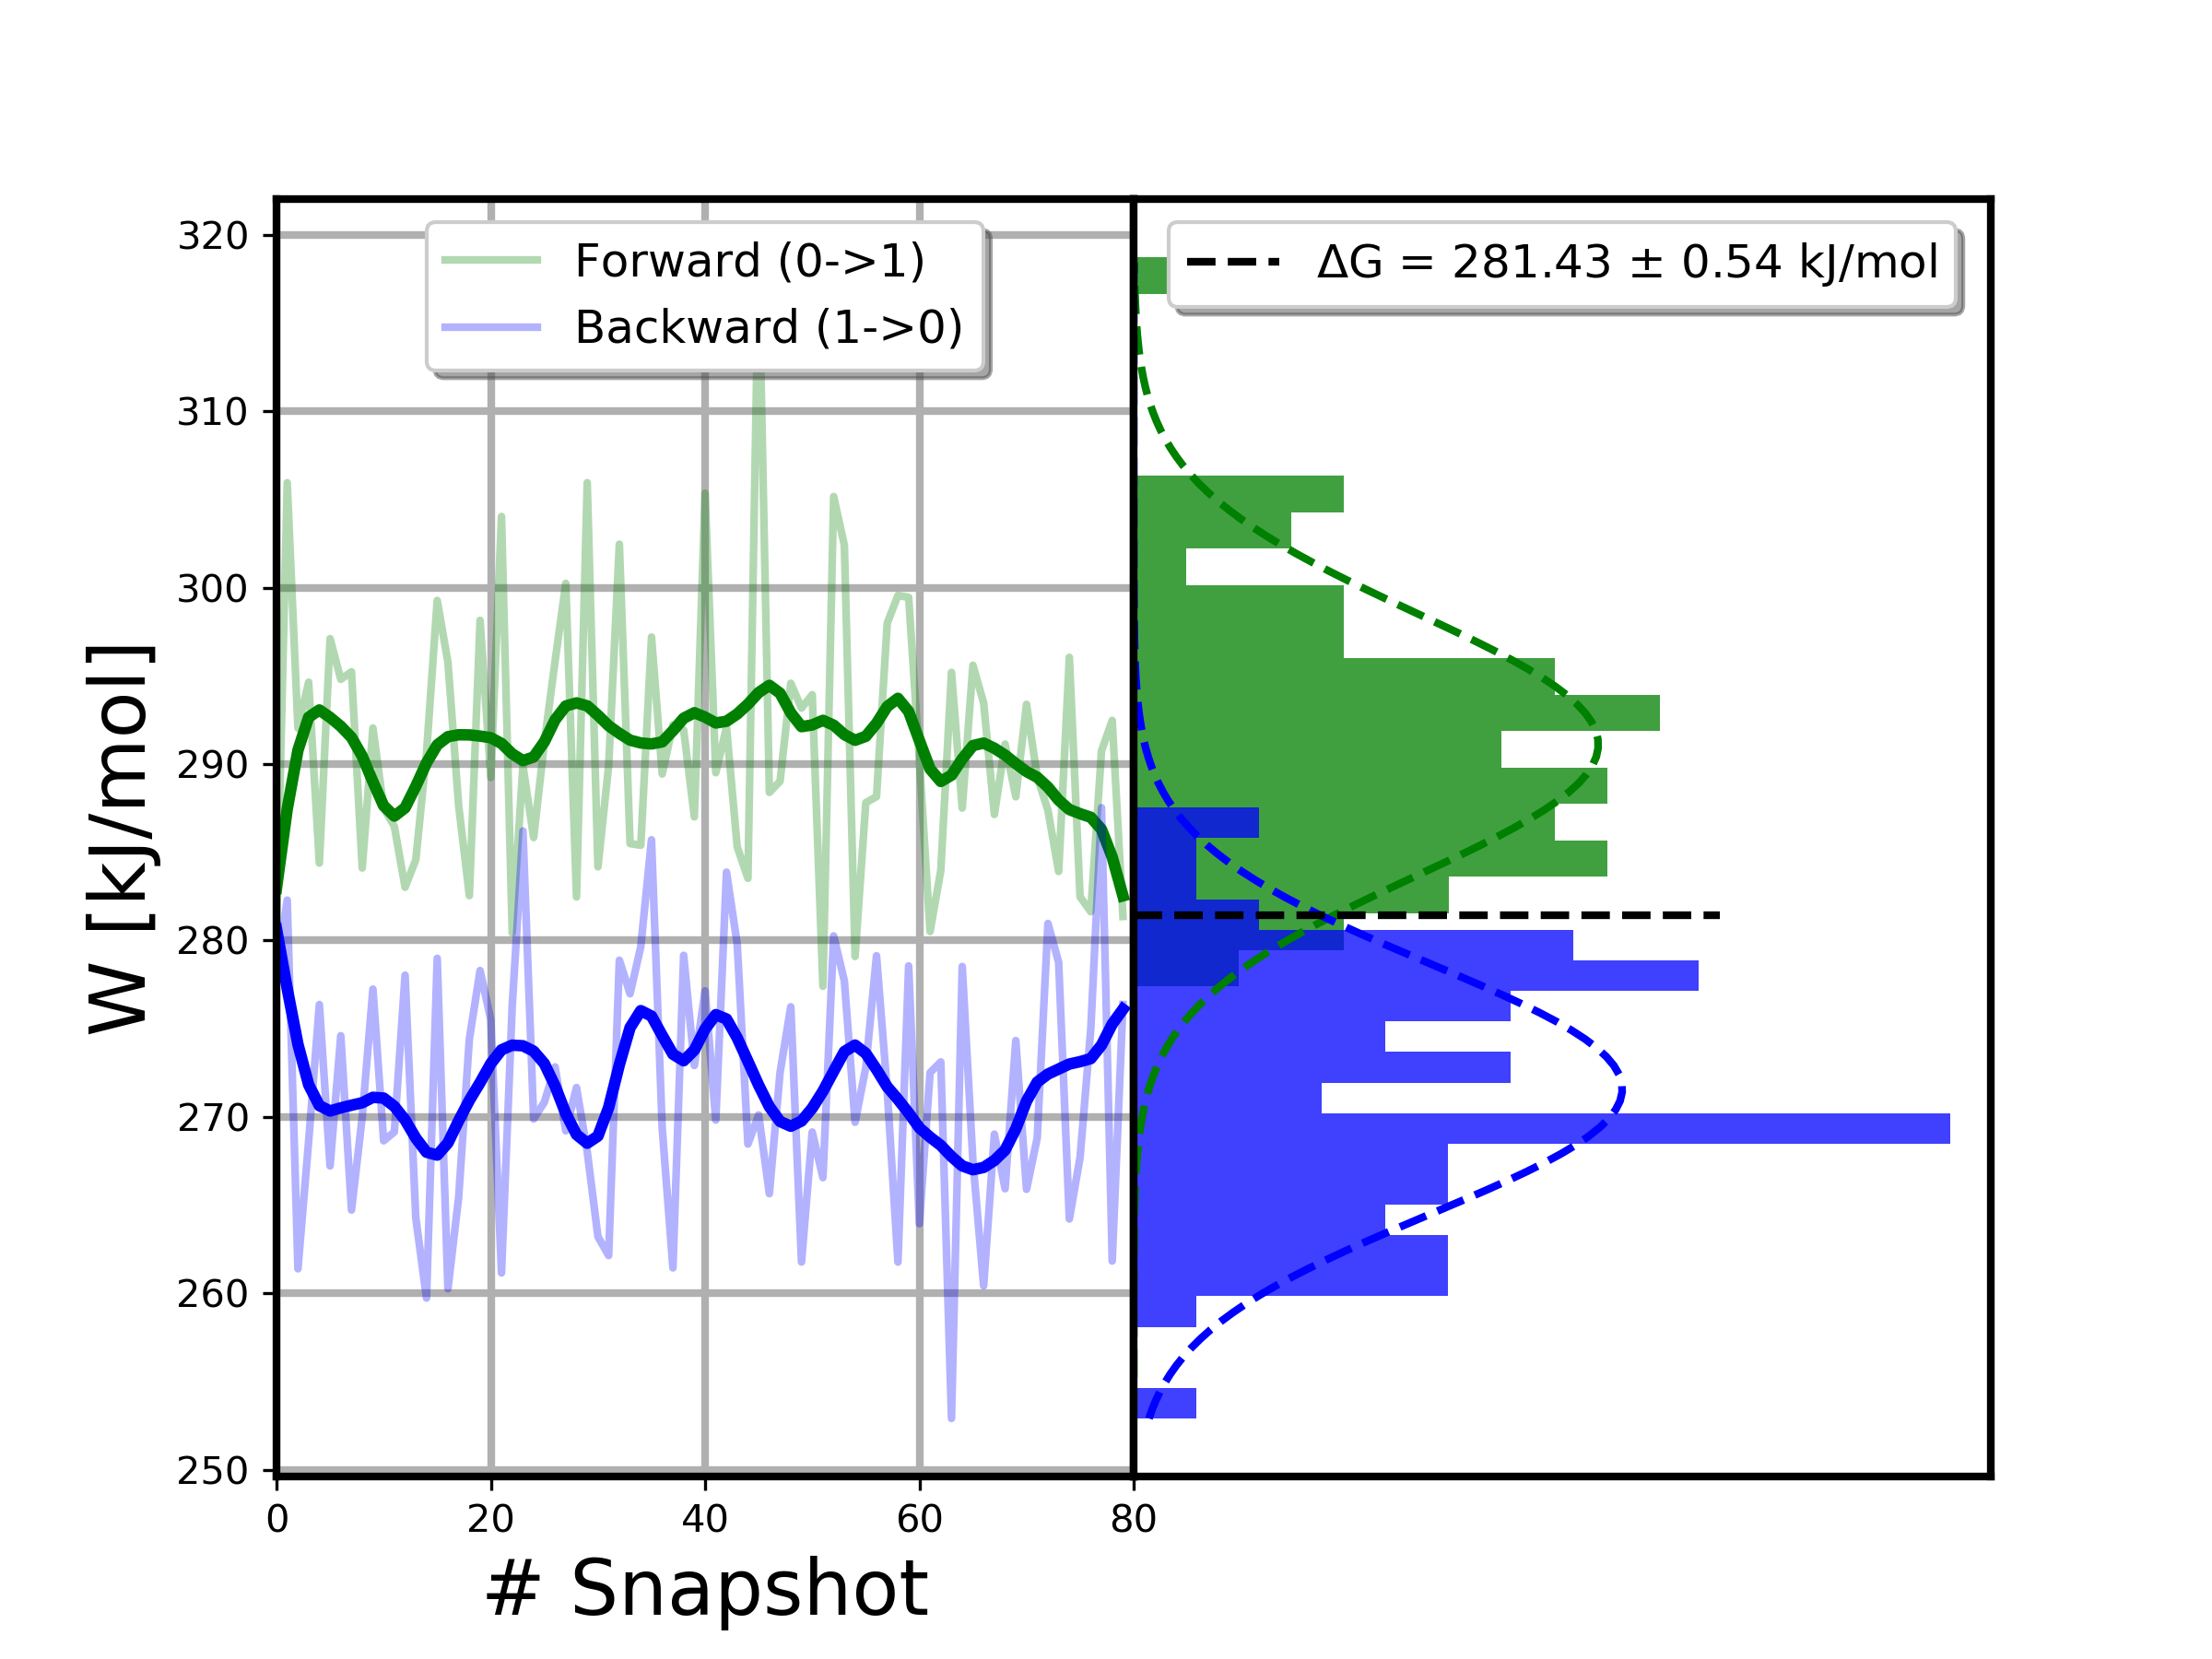 320
310
300
290
280
270
260
250
W [kJ/mol]
Forward (0->1)
Backward (1->0)
ΔG = 281.43 ± 0.54 kJ/mol
0 20 40 60 80
# Snapshot